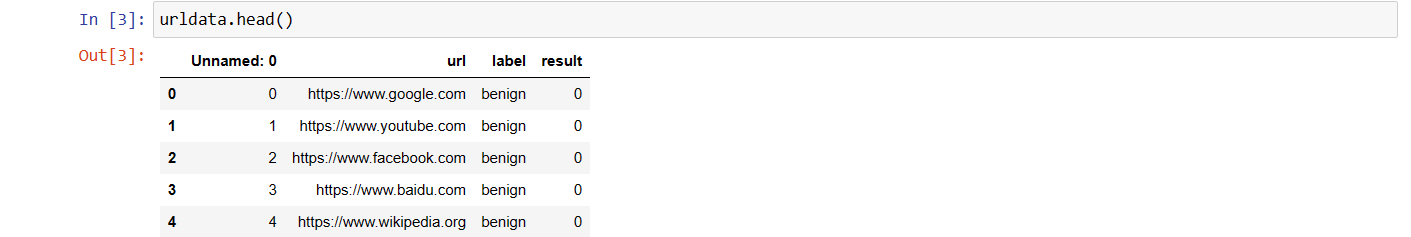 In [3]: urldata.head()
Out[3]:
Unnamed: 0 url label result
0 0 https://www.google.com benign 0
1 1 https://www.youtube.com benign 0
2 2 https://www.facebook.com benign 0
3 3 https://www.baidu.com benign 0
4 4 https://www.wikipedia.org benign 0